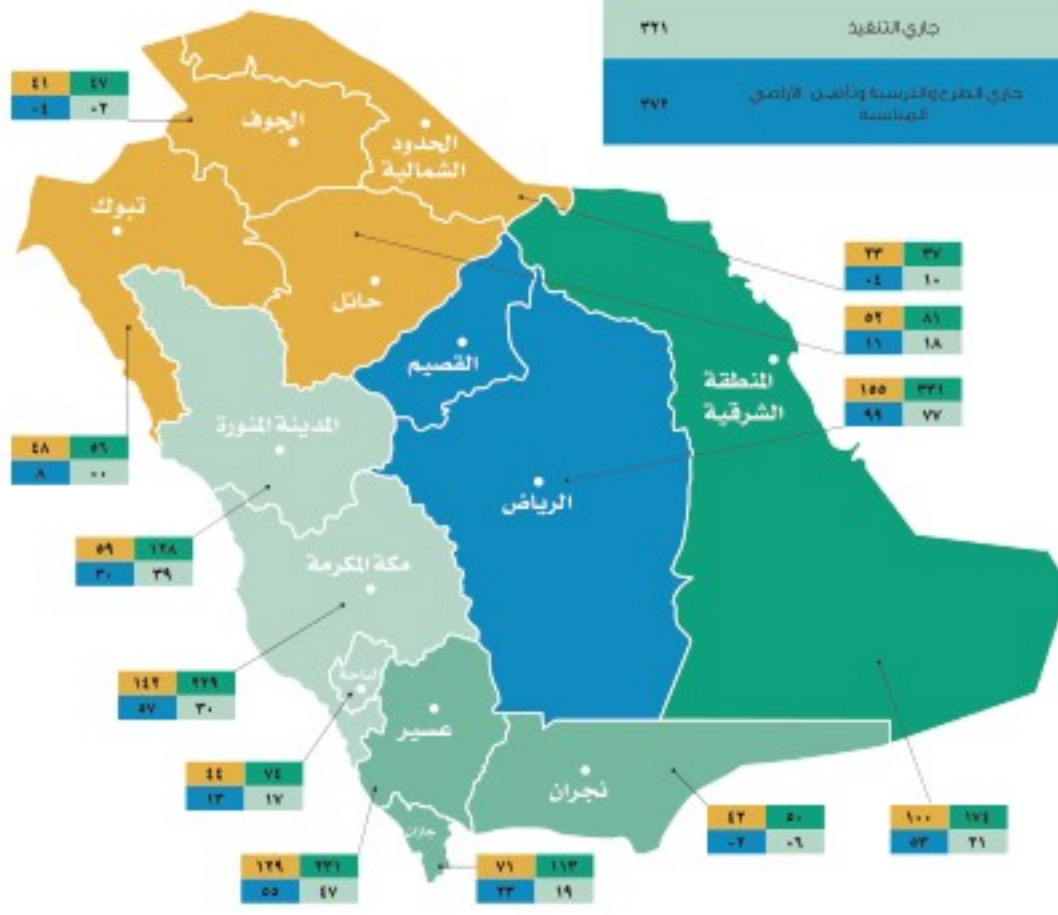 جاري التنفيذ ٣٢١
جاري الطرح والترسية وتأمين الأراضي
المناسبة ٣٧٢
٤١ ٤٧
٠٤ ٠٢
الجوف
الحدود
الشمالية
تبوك
حائل
٣٧
٠٤ ١٠
٥٢ ٨١
١١ ١٨
القصيم
المنطقة
الشرقية
١٥٥ ٣٣١
٩٩ ٧٧
المدينة المنورة
٤٨ ٥٦
٨ ٠٠
الرياض
٥٩ ١٢٨
٣٠ ٣٩
مكة المكرمة
١٤٢ ٢٢٩
٥٧ ٣٠
الباحة
عسير
٤٤ ٧٤
١٣ ١٧
نجران
جازان
٤٢ ٥٠
٠٢ ٠٦
١٠٠ ١٧٤
٥٣ ٢١
١٢٩ ٢٣١
٥٥ ٤٧
٧١ ١١٣
٢٣ ١٩